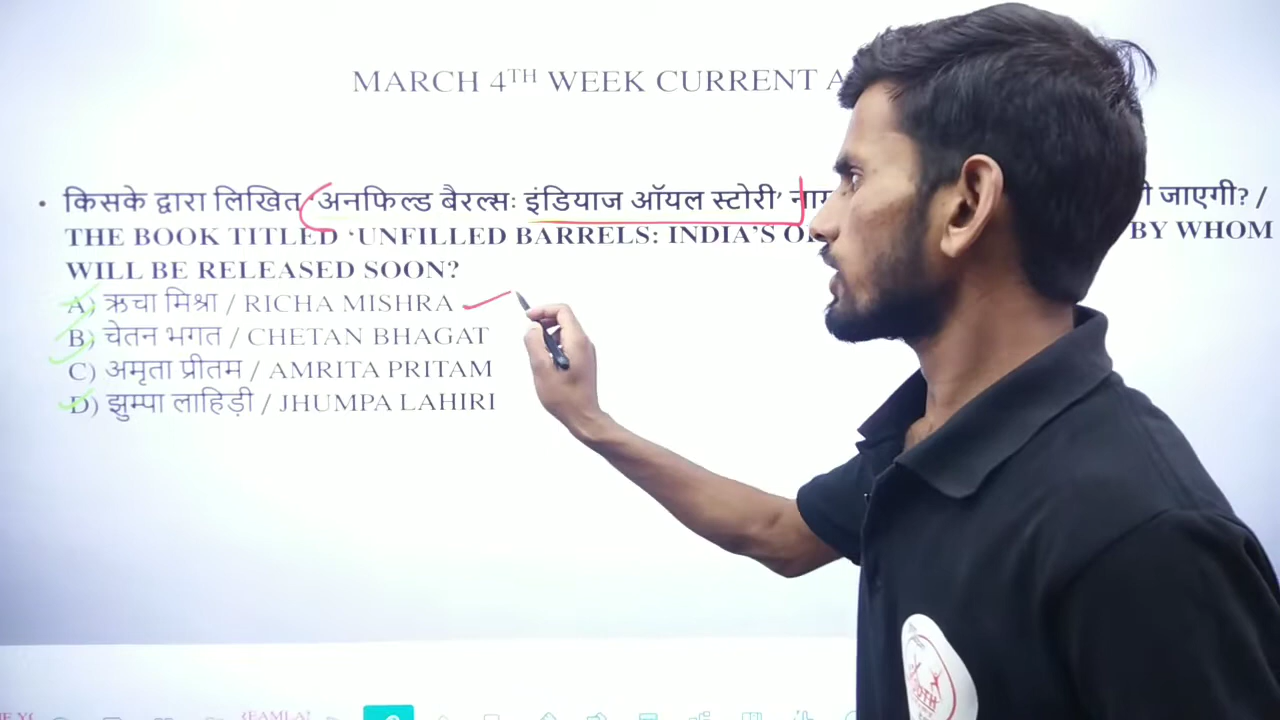 MARCH 4TH WEEK CURRENT
• किसके द्वारा लिखित 'अनफिल्ड बैरल्सः इंडियाज ऑयल स्टोरी' जाएगी? /
THE BOOK TITLED ‘UNFILLED BARRELS: INDIA’S BY WHOM
WILL BE RELEASED SOON?
A) ऋचा मिश्रा / RICHA MISHRA
B) चेतन भगत / CHETAN BHAGAT
C) अमृता प्रीतम / AMRITA PRITAM
D) झुम्पा लाहिड़ी / JHUMPA LAHIRI